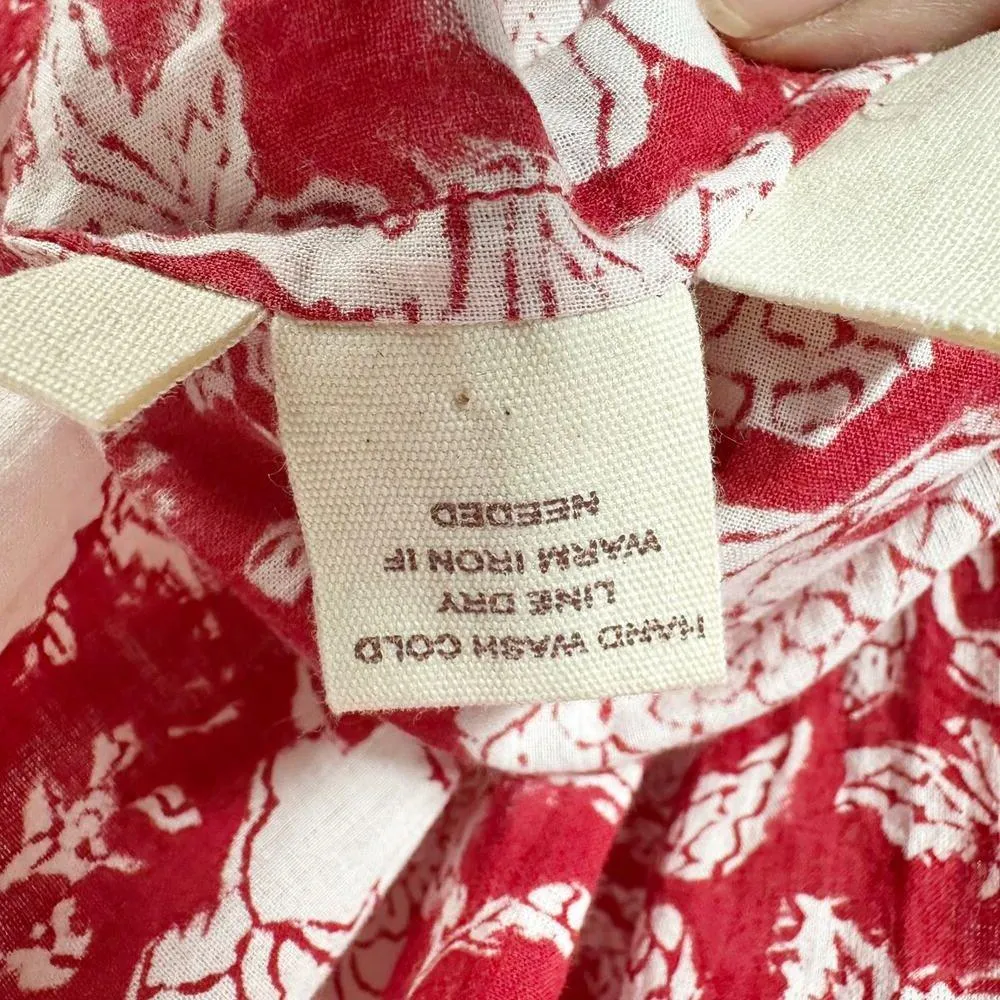 HAND WASH COLD
LINE DRY
WARM IRON IF
NEEDED